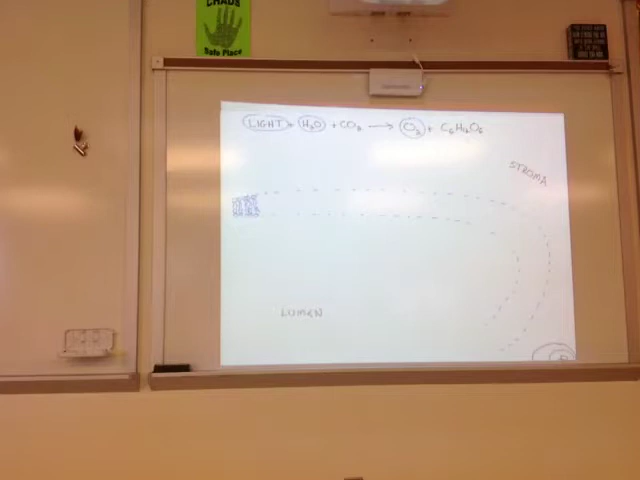 CHAOS
Safe Place
LIGHT + H₂O + CO₂ → O₂ + C₆H₁₂O₆
STROMA
LUMEN